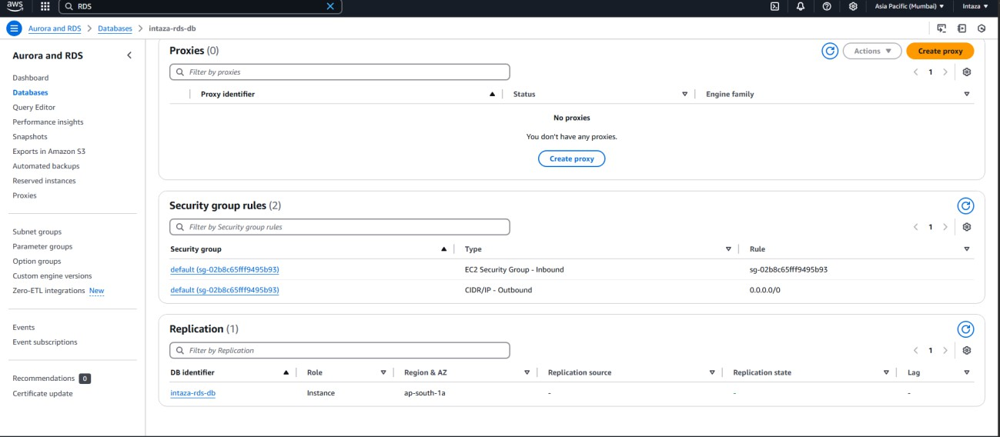 aws
RDS
Asia Pacific (Mumbai)
Intaza
Aurora and RDS > Databases > intaza-rds-db
Aurora and RDS
Dashboard
Databases
Query Editor
Performance insights
Snapshots
Exports in Amazon S3
Automated backups
Reserved instances
Proxies
Subnet groups
Parameter groups
Option groups
Custom engine versions
Zero-ETL integrations New
Events
Event subscriptions
Recommendations 0
Certificate update
Proxies (0)
Actions
Create proxy
Filter by proxies
1
Proxy identifier Status Engine family
No proxies
You don't have any proxies.
Create proxy
Security group rules (2)
Filter by Security group rules
1
Security group Type Rule
default (sg-02b8c65fff9495b93) EC2 Security Group - Inbound sg-02b8c65fff9495b93
default (sg-02b8c65fff9495b93) CIDR/IP - Outbound 0.0.0.0/0
Replication (1)
Filter by Replication
1
DB identifier Role Region & AZ Replication source Replication state Lag
intaza-rds-db Instance ap-south-1a - - -